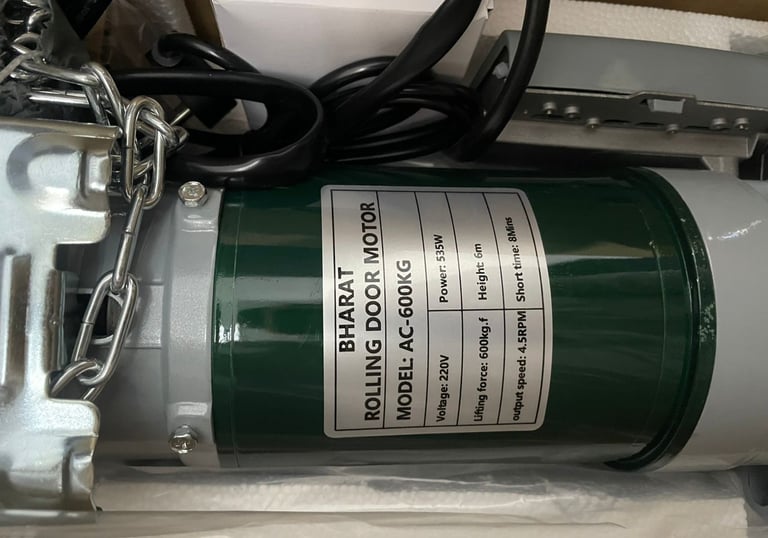 BHARAT
ROLLING DOOR MOTOR
MODEL: AC-600KG
Voltage: 220V Power: 535W
Lifting force: 600kg.f Height: 6m
output speed: 4.5RPM Short time: 8Mins